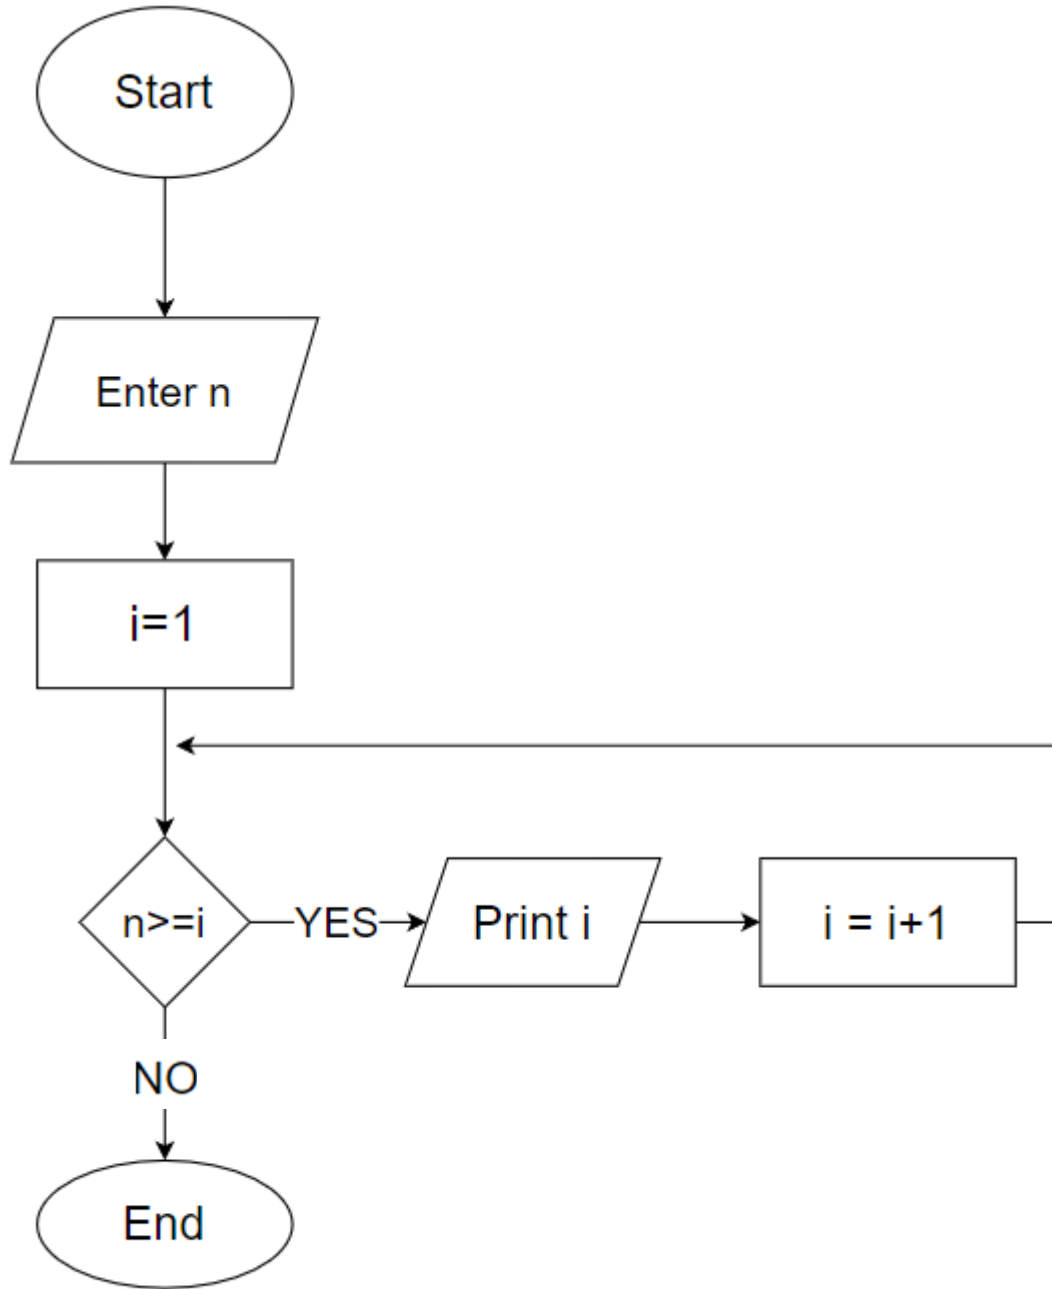 Start
Enter n
i=1
n>=i
YES
Print i
i = i+1
NO
End